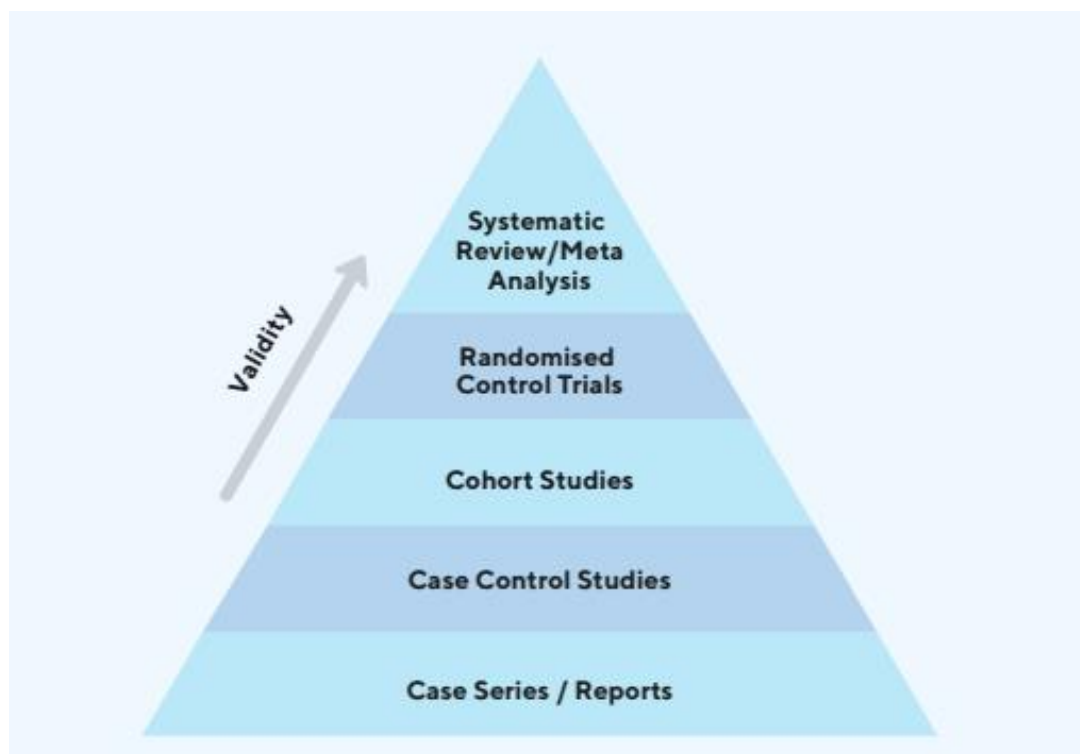 Systematic
Review/Meta
Analysis
Validity
Randomised
Control Trials
Cohort Studies
Case Control Studies
Case Series / Reports